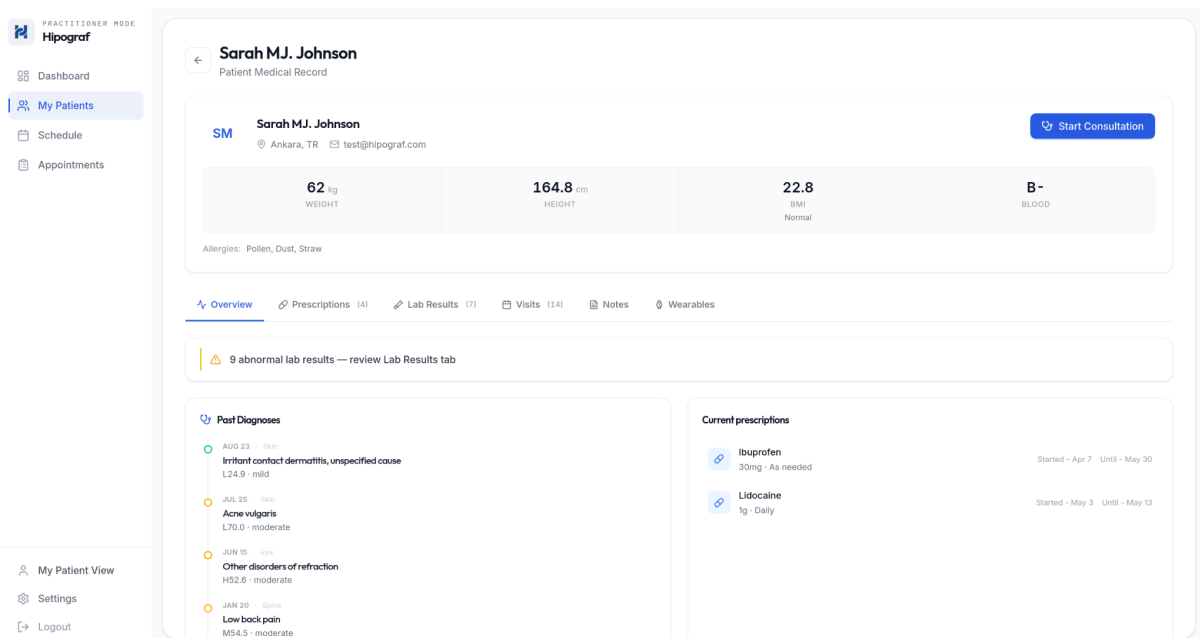 PRACTITIONER MODE
Hipograf
Dashboard
My Patients
Schedule
Appointments
My Patient View
Settings
Logout
Sarah MJ. Johnson
Patient Medical Record
SM
Sarah MJ. Johnson
Ankara, TR test@hipograf.com
Start Consultation
62 kg
WEIGHT
164.8 cm
HEIGHT
22.8
BMI
Normal
B-
BLOOD
Allergies: Pollen, Dust, Straw
Overview Prescriptions (4) Lab Results (7) Visits (14) Notes Wearables
9 abnormal lab results — review Lab Results tab
Past Diagnoses
AUG 23 · Skin
Irritant contact dermatitis, unspecified cause
L24.9 · mild
JUL 25 · Skin
Acne vulgaris
L70.0 · moderate
JUN 15 · Eye
Other disorders of refraction
H52.6 · moderate
JAN 20 · Spine
Low back pain
M54.5 · moderate
Current prescriptions
Ibuprofen
30mg · As needed
Started - Apr 7 Until - May 30
Lidocaine
1g · Daily
Started - May 3 Until - May 13